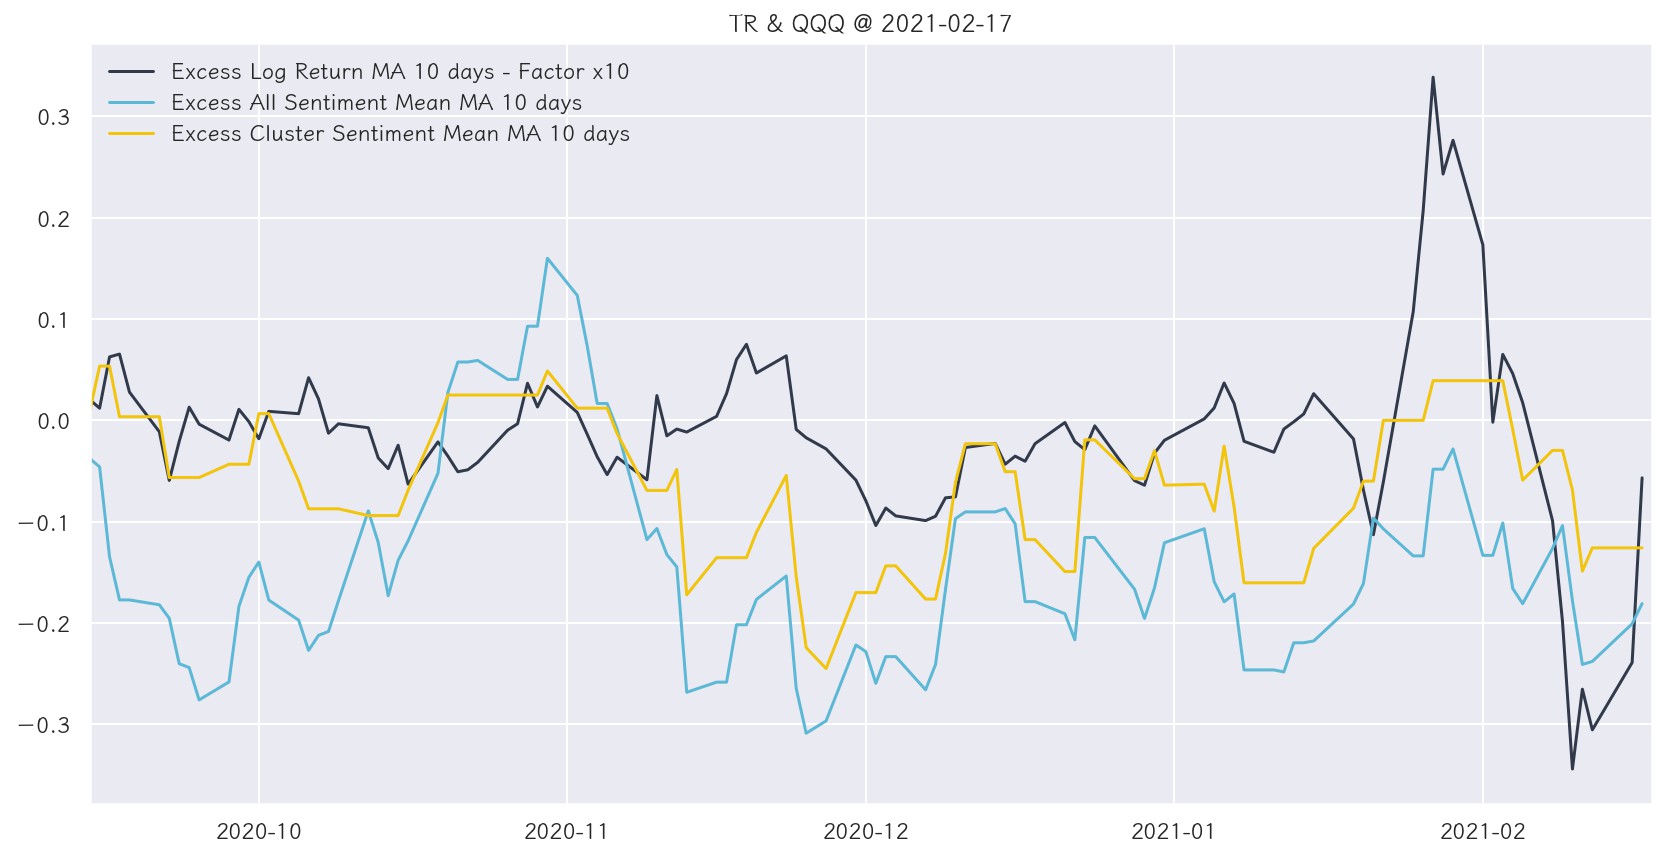 TR & QQQ @ 2021-02-17
Excess Log Return MA 10 days - Factor x10
Excess All Sentiment Mean MA 10 days
Excess Cluster Sentiment Mean MA 10 days
0.3
0.2
0.1
0.0
−0.1
−0.2
−0.3
2020-10 2020-11 2020-12 2021-01 2021-02